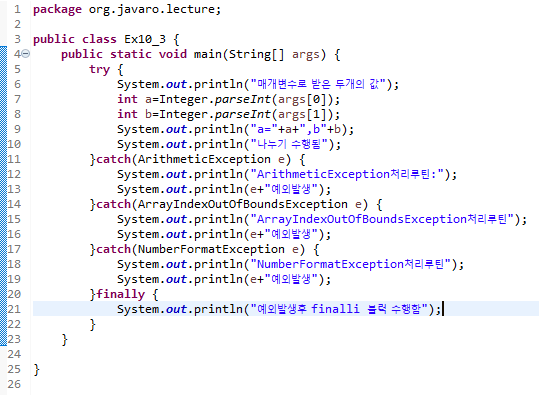 1 package org.javaro.lecture;
2
3 public class Ex10_3 {
4 public static void main(String[] args) {
5 try {
6 System.out.println("매개변수르 받은 두개의 값");
7 int a=Integer.parseInt(args[0]);
8 int b=Integer.parseInt(args[1]);
9 System.out.println("a="+a+",b"+b);
10 System.out.println("나누기 수행됨");
11 }catch(ArithmeticException e) {
12 System.out.println("ArithmeticException처리루틴:");
13 System.out.println(e+"예외발생");
14 }catch(ArrayIndexOutOfBoundsException e) {
15 System.out.println("ArrayIndexOutOfBoundsException처리루틴");
16 System.out.println(e+"예외발생");
17 }catch(NumberFormatException e) {
18 System.out.println("NumberFormatException처리루틴");
19 System.out.println(e+"예외발생");
20 }finally {
21 System.out.println("예외발생후 finalli 블럭 수행함");
22 }
23 }
24
25 }
26